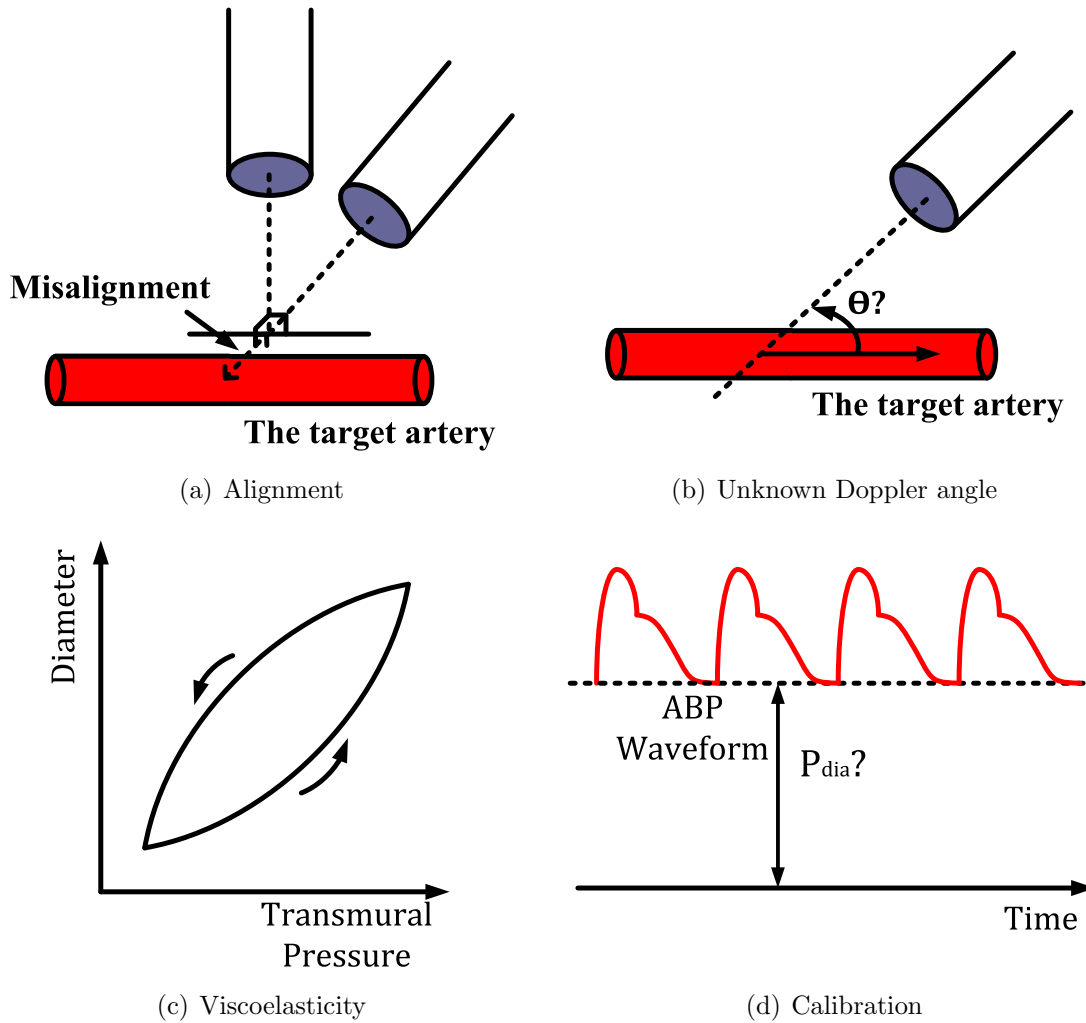 Misalignment
The target artery
(a) Alignment
Θ?
The target artery
(b) Unknown Doppler angle
Diameter
Transmural
Pressure
(c) Viscoelasticity
ABP
Waveform
Pdia?
Time
(d) Calibration